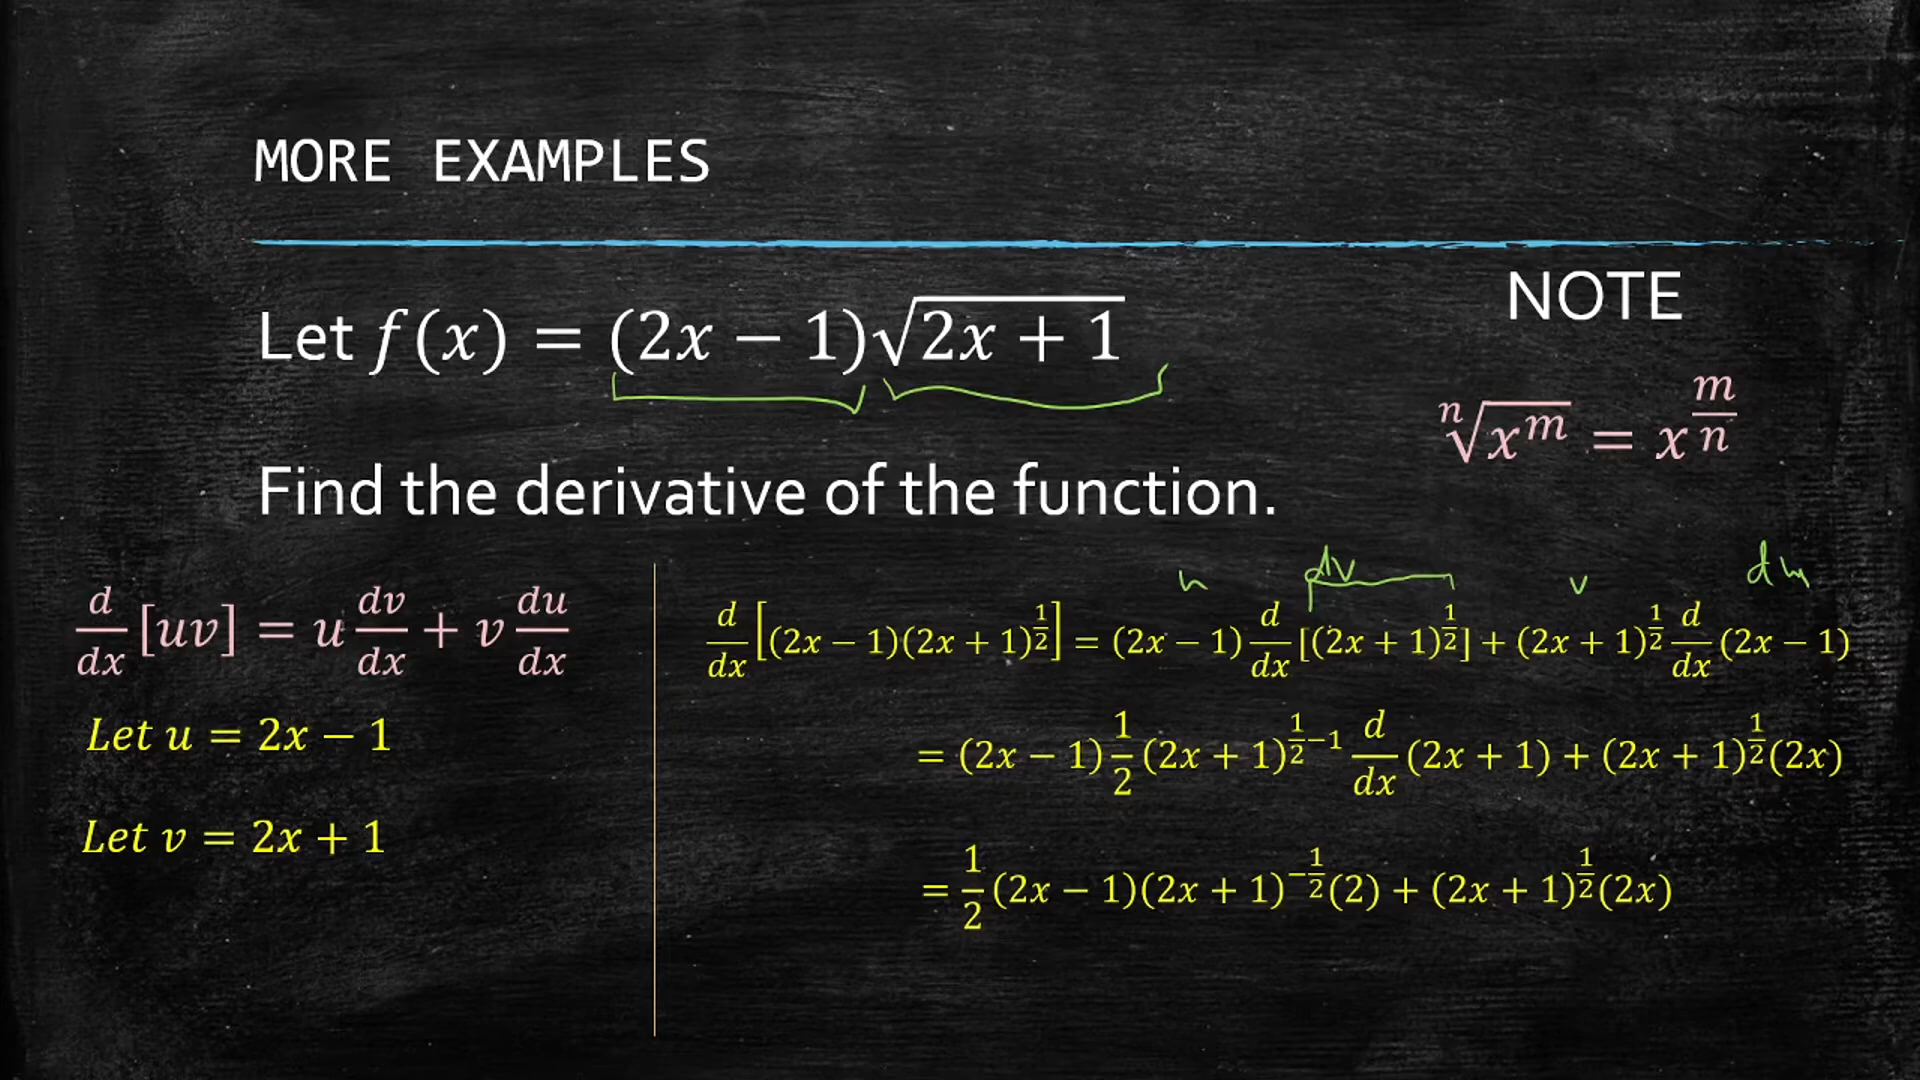 MORE EXAMPLES
Let f(x) = (2x − 1)√(2x + 1)
NOTE
ⁿ√(x^m) = x^(m/n)
Find the derivative of the function.
d/dx [uv] = u dv/dx + v du/dx
Let u = 2x − 1
Let v = 2x + 1
u dv v du
d/dx [(2x − 1)(2x + 1)^(1/2)] = (2x − 1) d/dx [(2x + 1)^(1/2)] + (2x + 1)^(1/2) d/dx (2x − 1)
= (2x − 1) 1/2 (2x + 1)^(1/2 − 1) d/dx (2x + 1) + (2x + 1)^(1/2) (2x)
= 1/2 (2x − 1)(2x + 1)^(−1/2) (2) + (2x + 1)^(1/2) (2x)